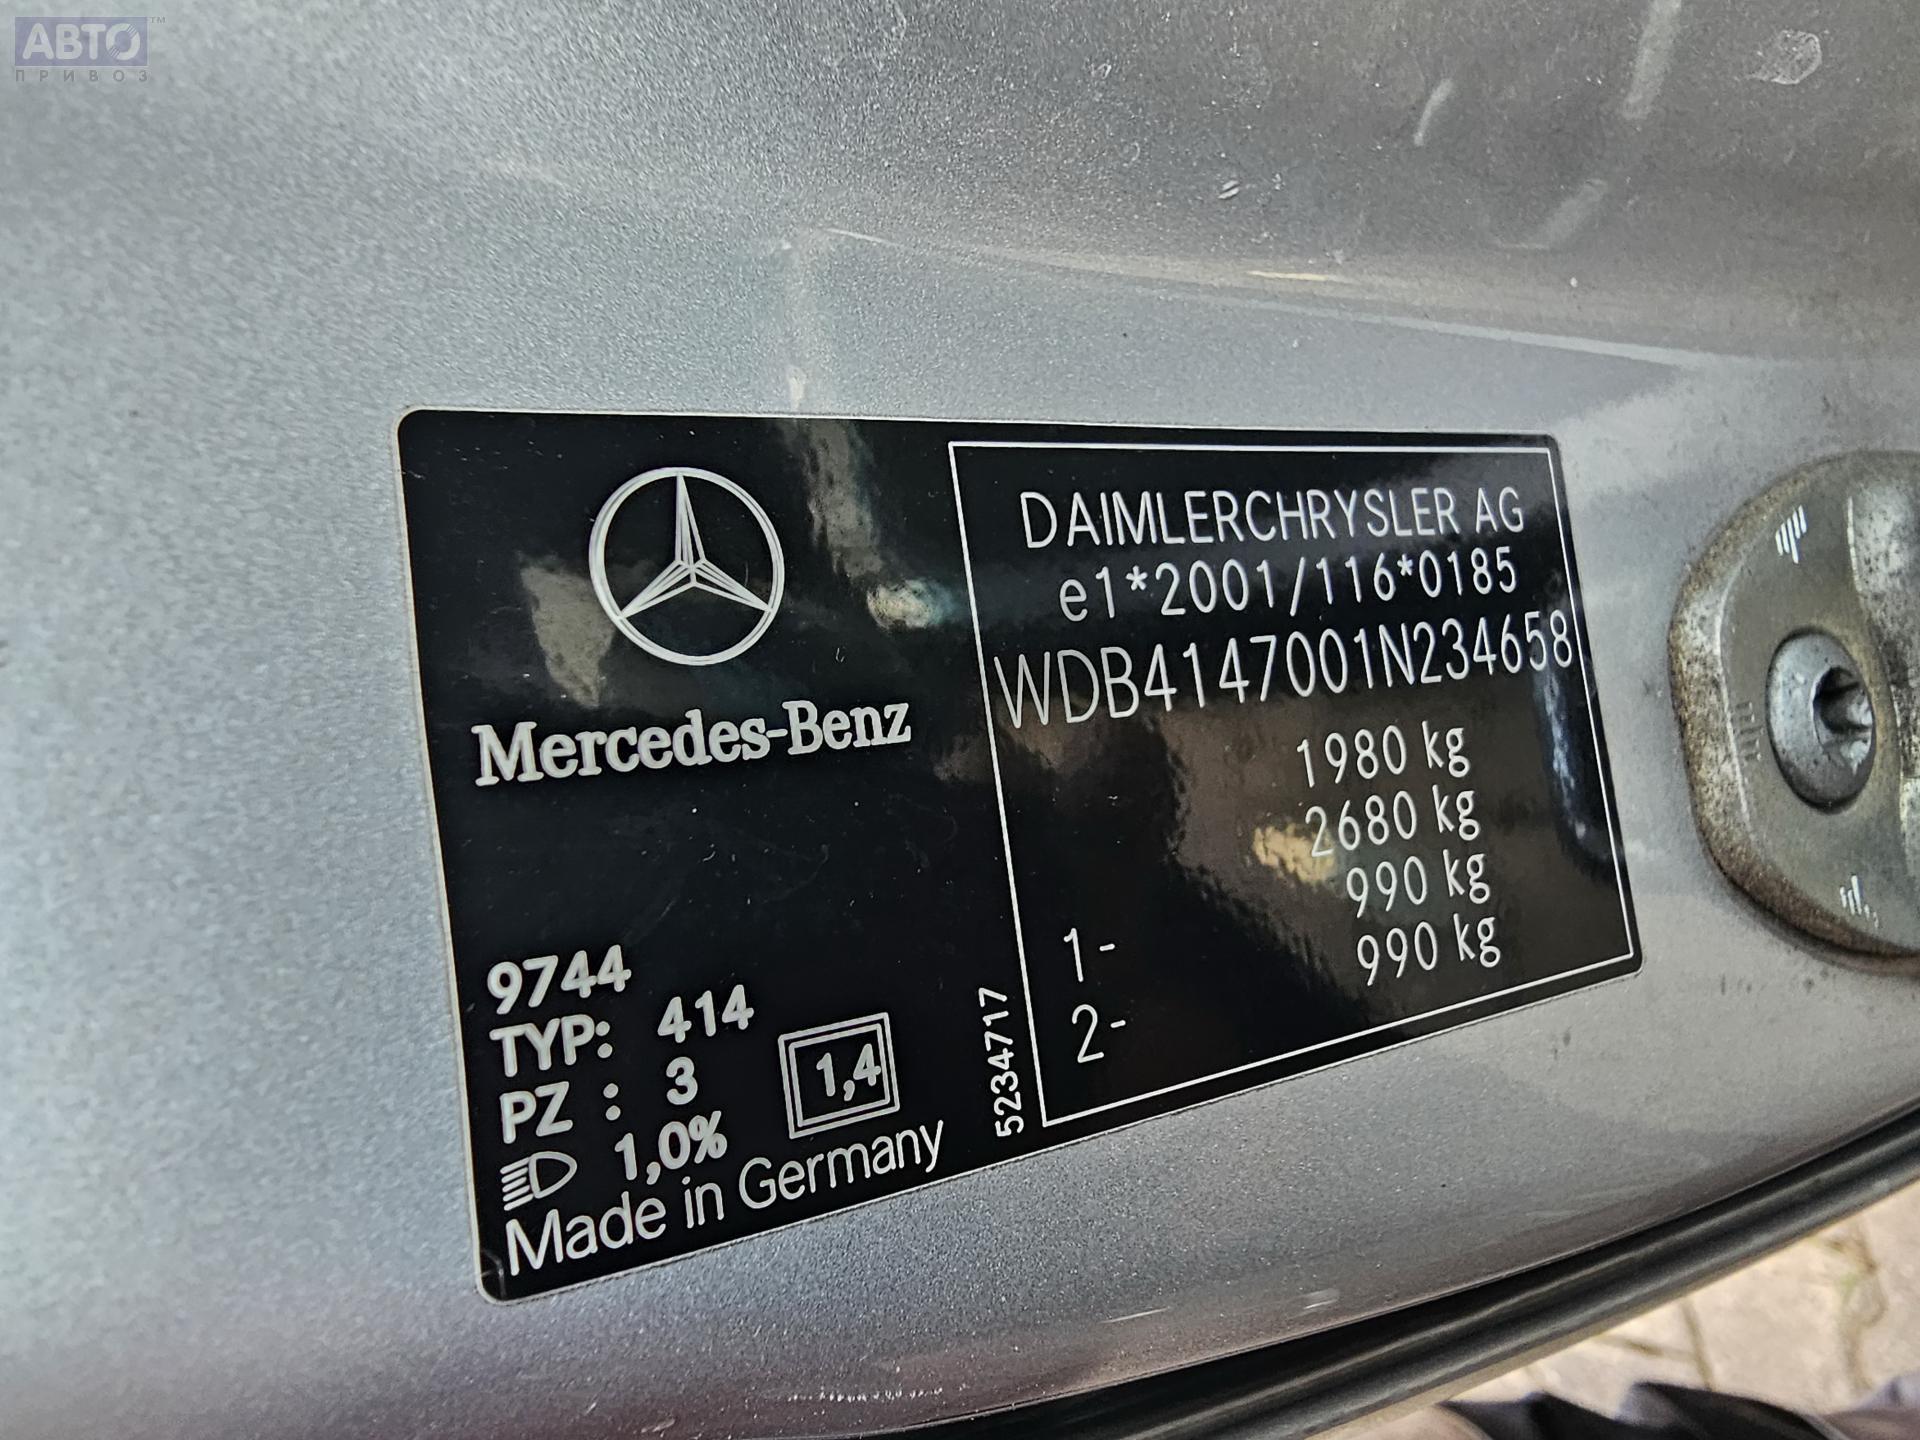 АВТО™
ПРИВОЗ
Mercedes-Benz
9744
TYP: 414
PZ : 3
1,0%
1,4
Made in Germany
5234717
DAIMLERCHRYSLER AG
e1*2001/116*0185
WDB4147001N234658
1980 kg
2680 kg
1- 990 kg
2- 990 kg